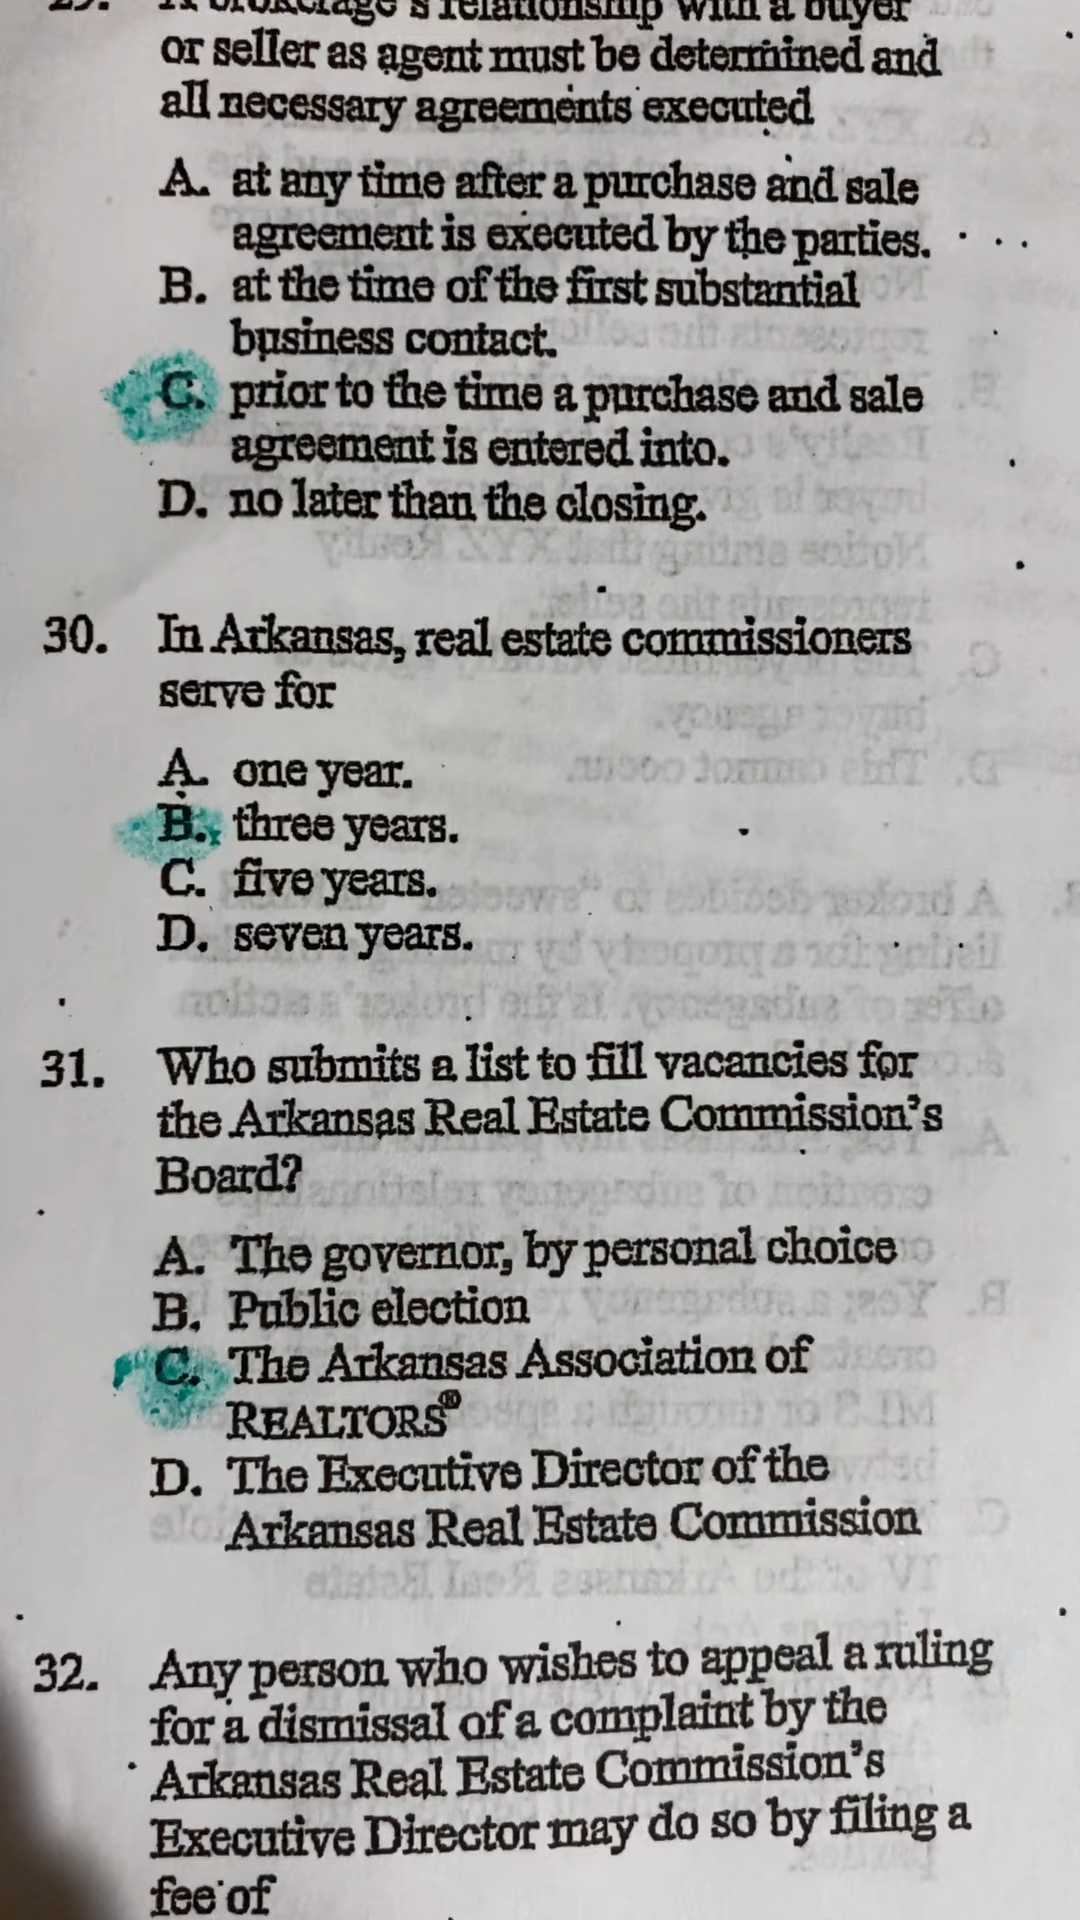 29. A brokerage's relationship with a buyer
or seller as agent must be determined and
all necessary agreements executed
A. at any time after a purchase and sale
agreement is executed by the parties.
B. at the time of the first substantial
business contact.
C. prior to the time a purchase and sale
agreement is entered into.
D. no later than the closing.
30. In Arkansas, real estate commissioners
serve for
A. one year.
B. three years.
C. five years.
D. seven years.
31. Who submits a list to fill vacancies for
the Arkansas Real Estate Commission's
Board?
A. The governor, by personal choice
B. Public election
C. The Arkansas Association of
REALTORS®
D. The Executive Director of the
Arkansas Real Estate Commission
32. Any person who wishes to appeal a ruling
for a dismissal of a complaint by the
Arkansas Real Estate Commission's
Executive Director may do so by filing a
fee of